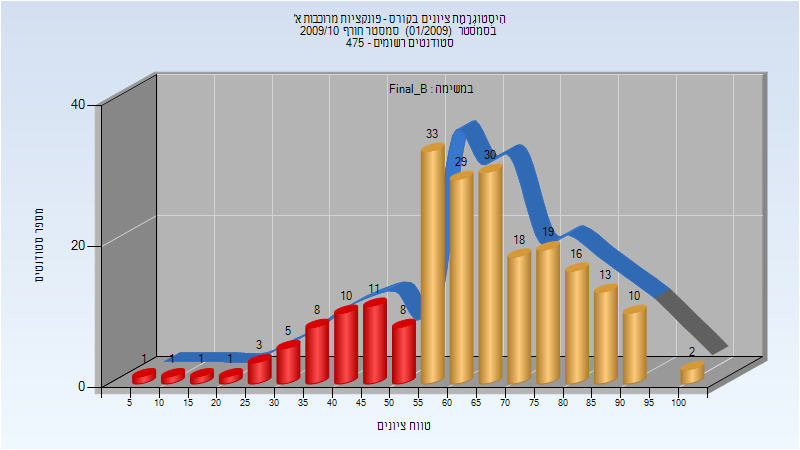 היסטוגרמת ציונים בקורס - פונקציות מרוכבות א'
בסמסטר (01/2009) סמסטר חורף 2009/10
סטודנטים רשומים - 475
במשימה : Final_B
מספר סטודנטים
40
20
0
1 1 1 1 3 5 8 10 11 8 33 29 30 18 19 16 13 10 2
5 10 15 20 25 30 35 40 45 50 55 60 65 70 75 80 85 90 95 100
טווח ציונים